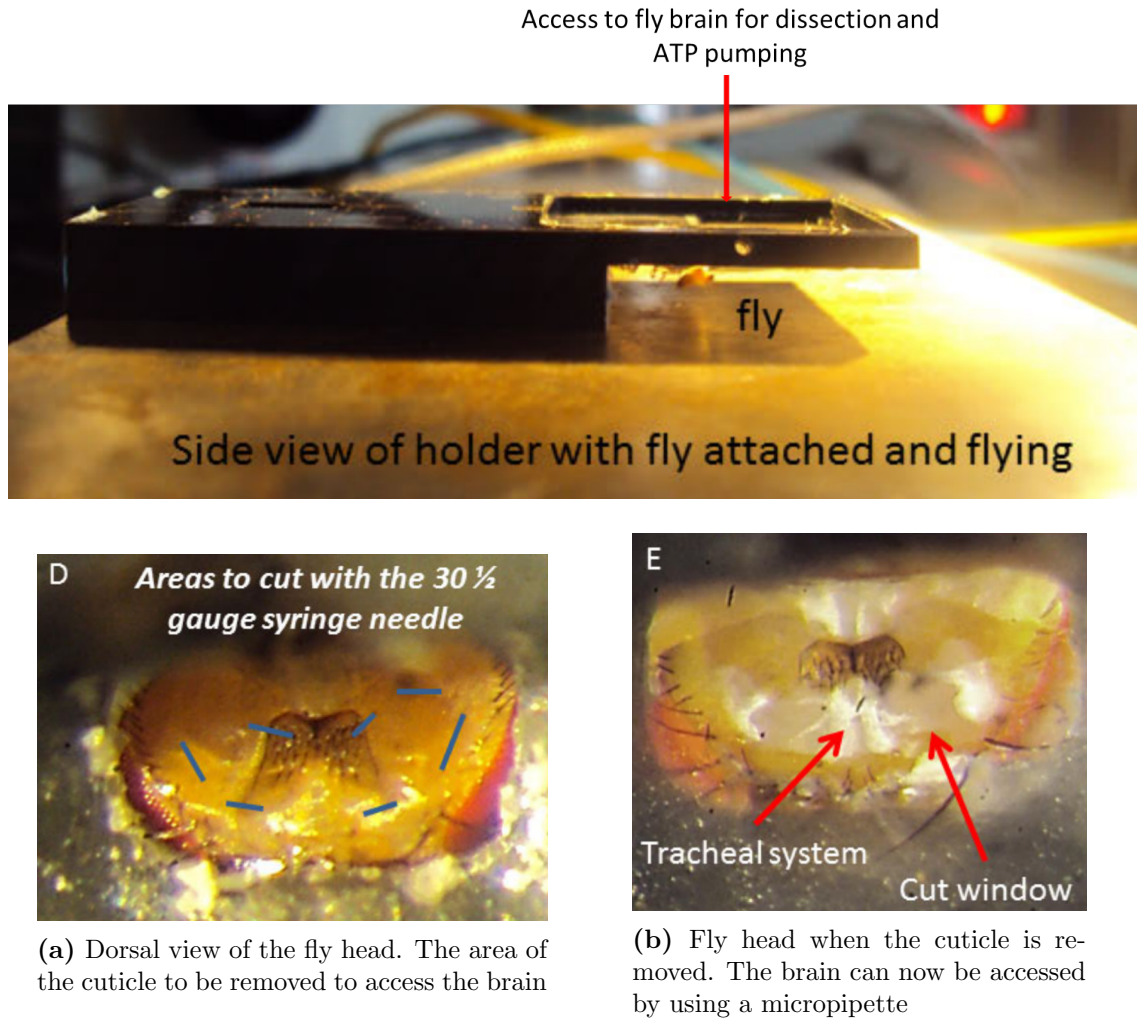 Access to fly brain for dissection and
ATP pumping
fly
Side view of holder with fly attached and flying
D
Areas to cut with the 30 ½
gauge syringe needle
E
Tracheal system
Cut window
(a) Dorsal view of the fly head. The area of
the cuticle to be removed to access the brain
(b) Fly head when the cuticle is re-
moved. The brain can now be accessed
by using a micropipette